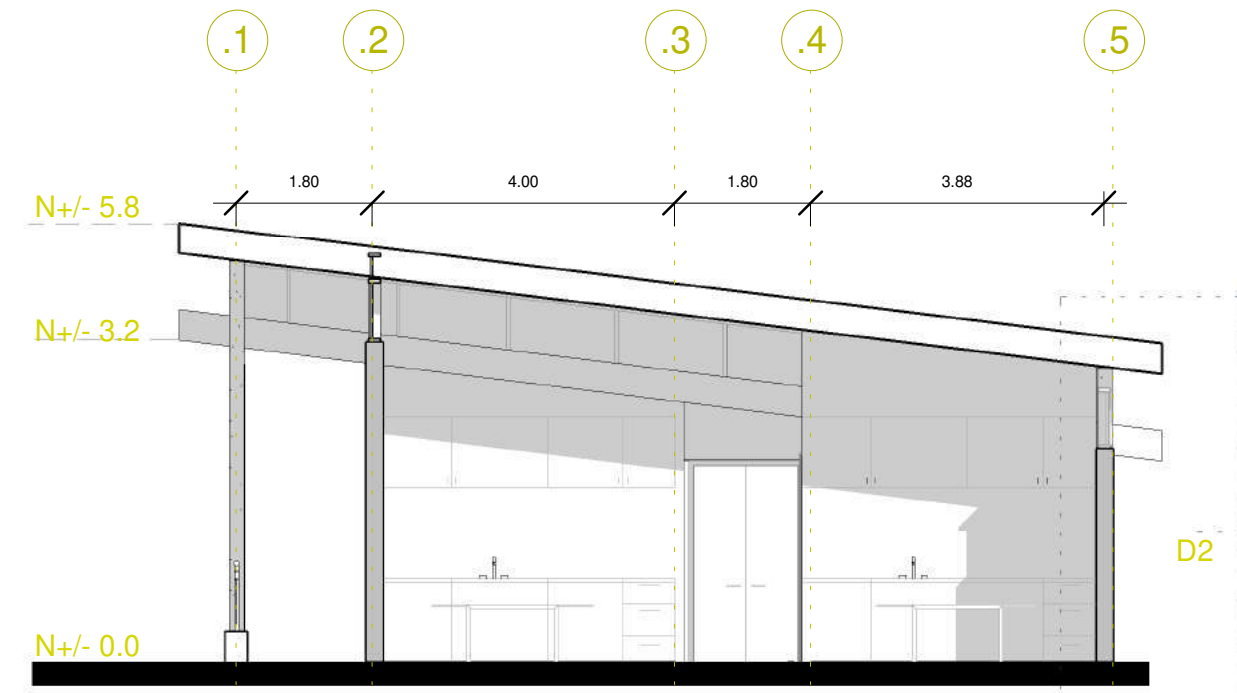 .1 .2 .3 .4 .5
1.80 4.00 1.80 3.88
N+/- 5.8
N+/- 3.2
D2
N+/- 0.0